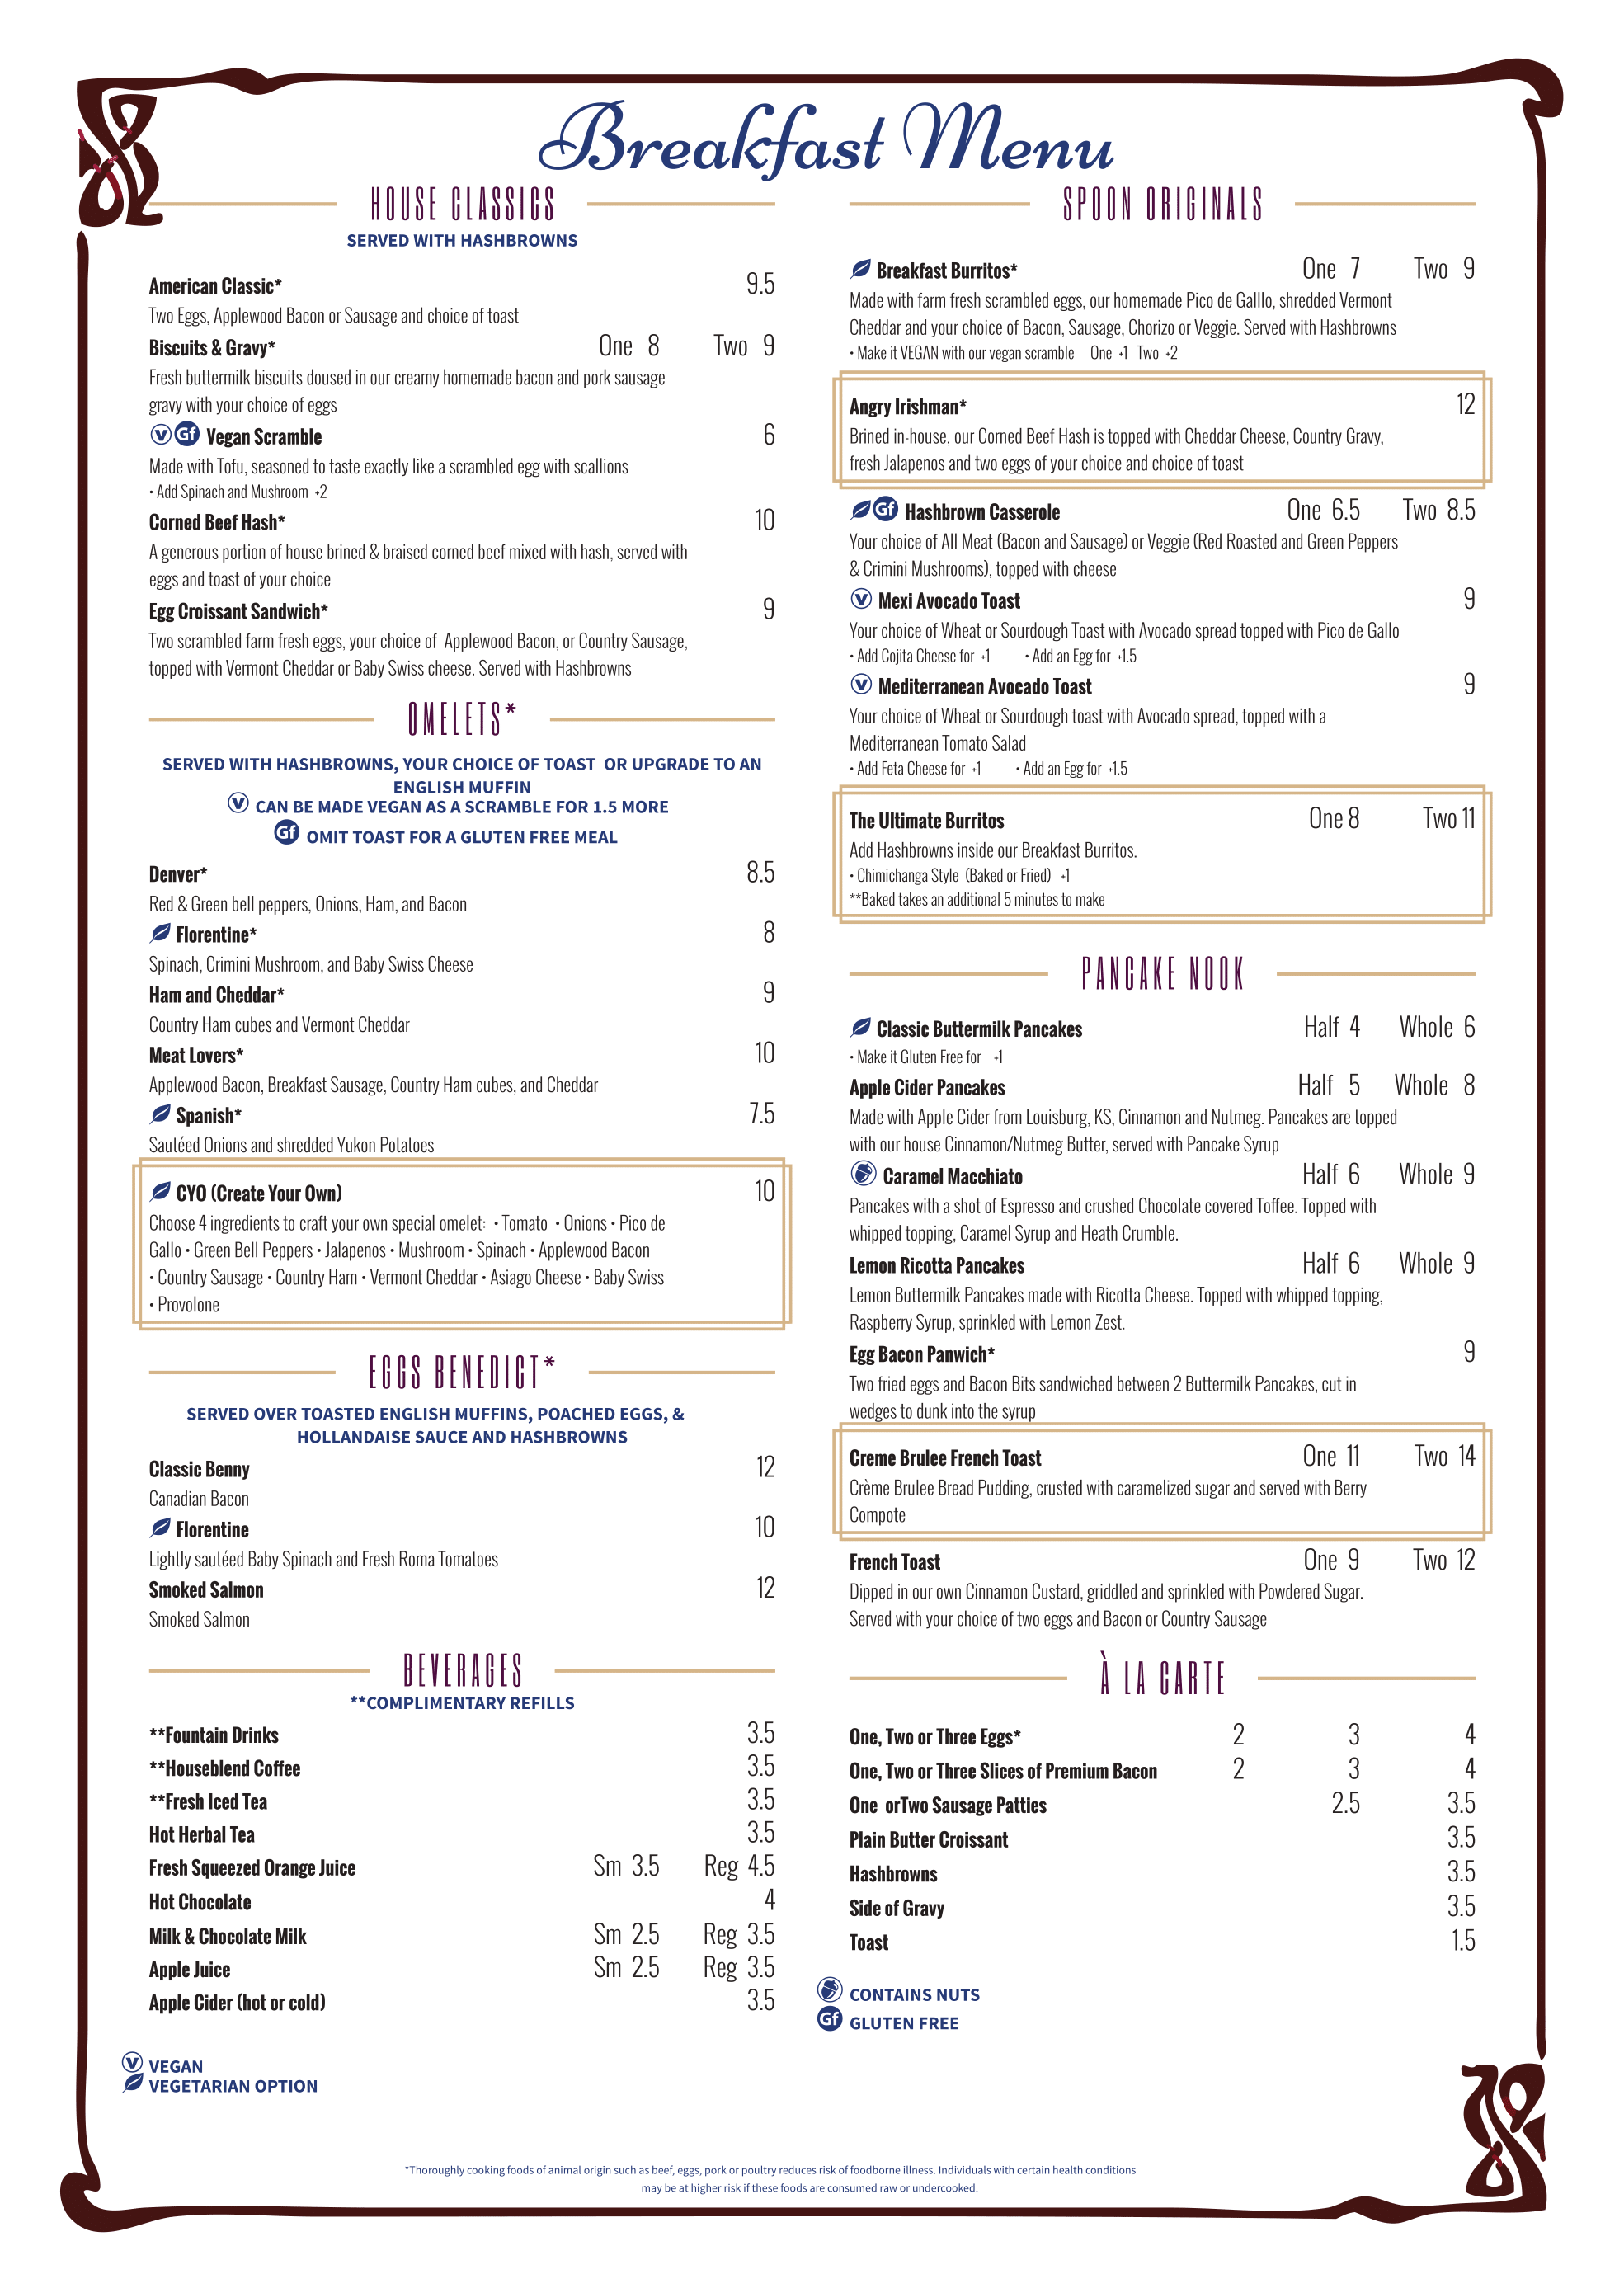 Breakfast Menu
HOUSE CLASSICS
SERVED WITH HASHBROWNS
American Classic* 9.5
Two Eggs, Applewood Bacon or Sausage and choice of toast
Biscuits & Gravy* One 8 Two 9
Fresh buttermilk biscuits doused in our creamy homemade bacon and pork sausage
gravy with your choice of eggs
V Gf Vegan Scramble 6
Made with Tofu, seasoned to taste exactly like a scrambled egg with scallions
• Add Spinach and Mushroom +2
Corned Beef Hash* 10
A generous portion of house brined & braised corned beef mixed with hash, served with
eggs and toast of your choice
Egg Croissant Sandwich* 9
Two scrambled farm fresh eggs, your choice of Applewood Bacon, or Country Sausage,
topped with Vermont Cheddar or Baby Swiss cheese. Served with Hashbrowns
OMELETS*
SERVED WITH HASHBROWNS, YOUR CHOICE OF TOAST OR UPGRADE TO AN
ENGLISH MUFFIN
V CAN BE MADE VEGAN AS A SCRAMBLE FOR 1.5 MORE
Gf OMIT TOAST FOR A GLUTEN FREE MEAL
Denver* 8.5
Red & Green bell peppers, Onions, Ham, and Bacon
Florentine* 8
Spinach, Crimini Mushroom, and Baby Swiss Cheese
Ham and Cheddar* 9
Country Ham cubes and Vermont Cheddar
Meat Lovers* 10
Applewood Bacon, Breakfast Sausage, Country Ham cubes, and Cheddar
Spanish* 7.5
Sautéed Onions and shredded Yukon Potatoes
CYO (Create Your Own) 10
Choose 4 ingredients to craft your own special omelet: • Tomato • Onions • Pico de
Gallo • Green Bell Peppers • Jalapenos • Mushroom • Spinach • Applewood Bacon
• Country Sausage • Country Ham • Vermont Cheddar • Asiago Cheese • Baby Swiss
• Provolone
EGGS BENEDICT*
SERVED OVER TOASTED ENGLISH MUFFINS, POACHED EGGS, &
HOLLANDAISE SAUCE AND HASHBROWNS
Classic Benny 12
Canadian Bacon
Florentine 10
Lightly sautéed Baby Spinach and Fresh Roma Tomatoes
Smoked Salmon 12
Smoked Salmon
BEVERAGES
**COMPLIMENTARY REFILLS
**Fountain Drinks 3.5
**Houseblend Coffee 3.5
**Fresh Iced Tea 3.5
Hot Herbal Tea 3.5
Fresh Squeezed Orange Juice Sm 3.5 Reg 4.5
Hot Chocolate 4
Milk & Chocolate Milk Sm 2.5 Reg 3.5
Apple Juice Sm 2.5 Reg 3.5
Apple Cider (hot or cold) 3.5
V VEGAN
VEGETARIAN OPTION
SPOON ORIGINALS
Breakfast Burritos* One 7 Two 9
Made with farm fresh scrambled eggs, our homemade Pico de Galllo, shredded Vermont
Cheddar and your choice of Bacon, Sausage, Chorizo or Veggie. Served with Hashbrowns
• Make it VEGAN with our vegan scramble One +1 Two +2
Angry Irishman* 12
Brined in-house, our Corned Beef Hash is topped with Cheddar Cheese, Country Gravy,
fresh Jalapenos and two eggs of your choice and choice of toast
Gf Hashbrown Casserole One 6.5 Two 8.5
Your choice of All Meat (Bacon and Sausage) or Veggie (Red Roasted and Green Peppers
& Crimini Mushrooms), topped with cheese
V Mexi Avocado Toast 9
Your choice of Wheat or Sourdough Toast with Avocado spread topped with Pico de Gallo
• Add Cojita Cheese for +1 • Add an Egg for +1.5
V Mediterranean Avocado Toast 9
Your choice of Wheat or Sourdough toast with Avocado spread, topped with a
Mediterranean Tomato Salad
• Add Feta Cheese for +1 • Add an Egg for +1.5
The Ultimate Burritos One 8 Two 11
Add Hashbrowns inside our Breakfast Burritos.
• Chimichanga Style (Baked or Fried) +1
**Baked takes an additional 5 minutes to make
PANCAKE NOOK
Classic Buttermilk Pancakes Half 4 Whole 6
• Make it Gluten Free for +1
Apple Cider Pancakes Half 5 Whole 8
Made with Apple Cider from Louisburg, KS, Cinnamon and Nutmeg. Pancakes are topped
with our house Cinnamon/Nutmeg Butter, served with Pancake Syrup
Caramel Macchiato Half 6 Whole 9
Pancakes with a shot of Espresso and crushed Chocolate covered Toffee. Topped with
whipped topping, Caramel Syrup and Heath Crumble.
Lemon Ricotta Pancakes Half 6 Whole 9
Lemon Buttermilk Pancakes made with Ricotta Cheese. Topped with whipped topping,
Raspberry Syrup, sprinkled with Lemon Zest.
Egg Bacon Panwich* 9
Two fried eggs and Bacon Bits sandwiched between 2 Buttermilk Pancakes, cut in
wedges to dunk into the syrup
Creme Brulee French Toast One 11 Two 14
Crème Brulee Bread Pudding, crusted with caramelized sugar and served with Berry
Compote
French Toast One 9 Two 12
Dipped in our own Cinnamon Custard, griddled and sprinkled with Powdered Sugar.
Served with your choice of two eggs and Bacon or Country Sausage
À LA CARTE
One, Two or Three Eggs* 2 3 4
One, Two or Three Slices of Premium Bacon 2 3 4
One orTwo Sausage Patties 2.5 3.5
Plain Butter Croissant 3.5
Hashbrowns 3.5
Side of Gravy 3.5
Toast 1.5
CONTAINS NUTS
Gf GLUTEN FREE
*Thoroughly cooking foods of animal origin such as beef, eggs, pork or poultry reduces risk of foodborne illness. Individuals with certain health conditions
may be at higher risk if these foods are consumed raw or undercooked.